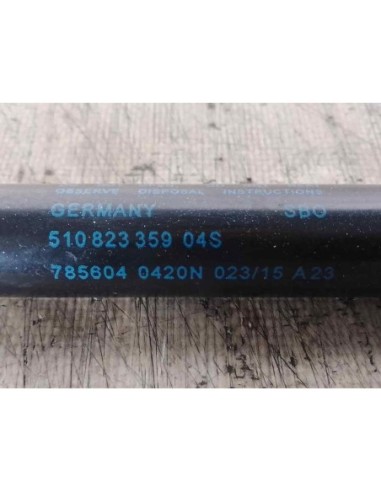 OBSERVE DISPOSAL INSTRUCTIONS
GERMANY SBO
510 823 359 04S
785604 0420N 023/15 A23